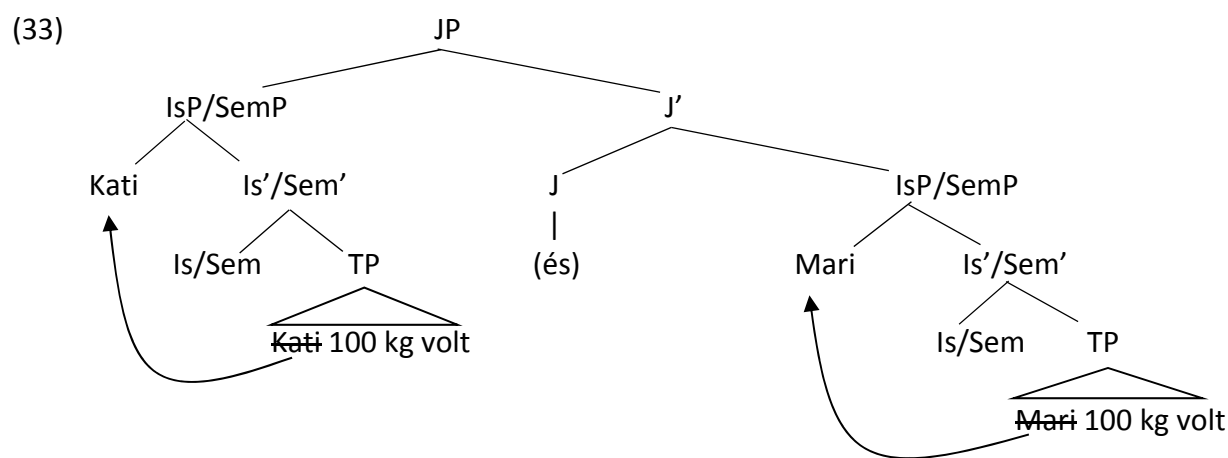 (33) JP
IsP/SemP J’
Kati Is’/Sem’ J IsP/SemP
Is/Sem TP (és) Mari Is’/Sem’
Kati 100 kg volt Is/Sem TP
Mari 100 kg volt